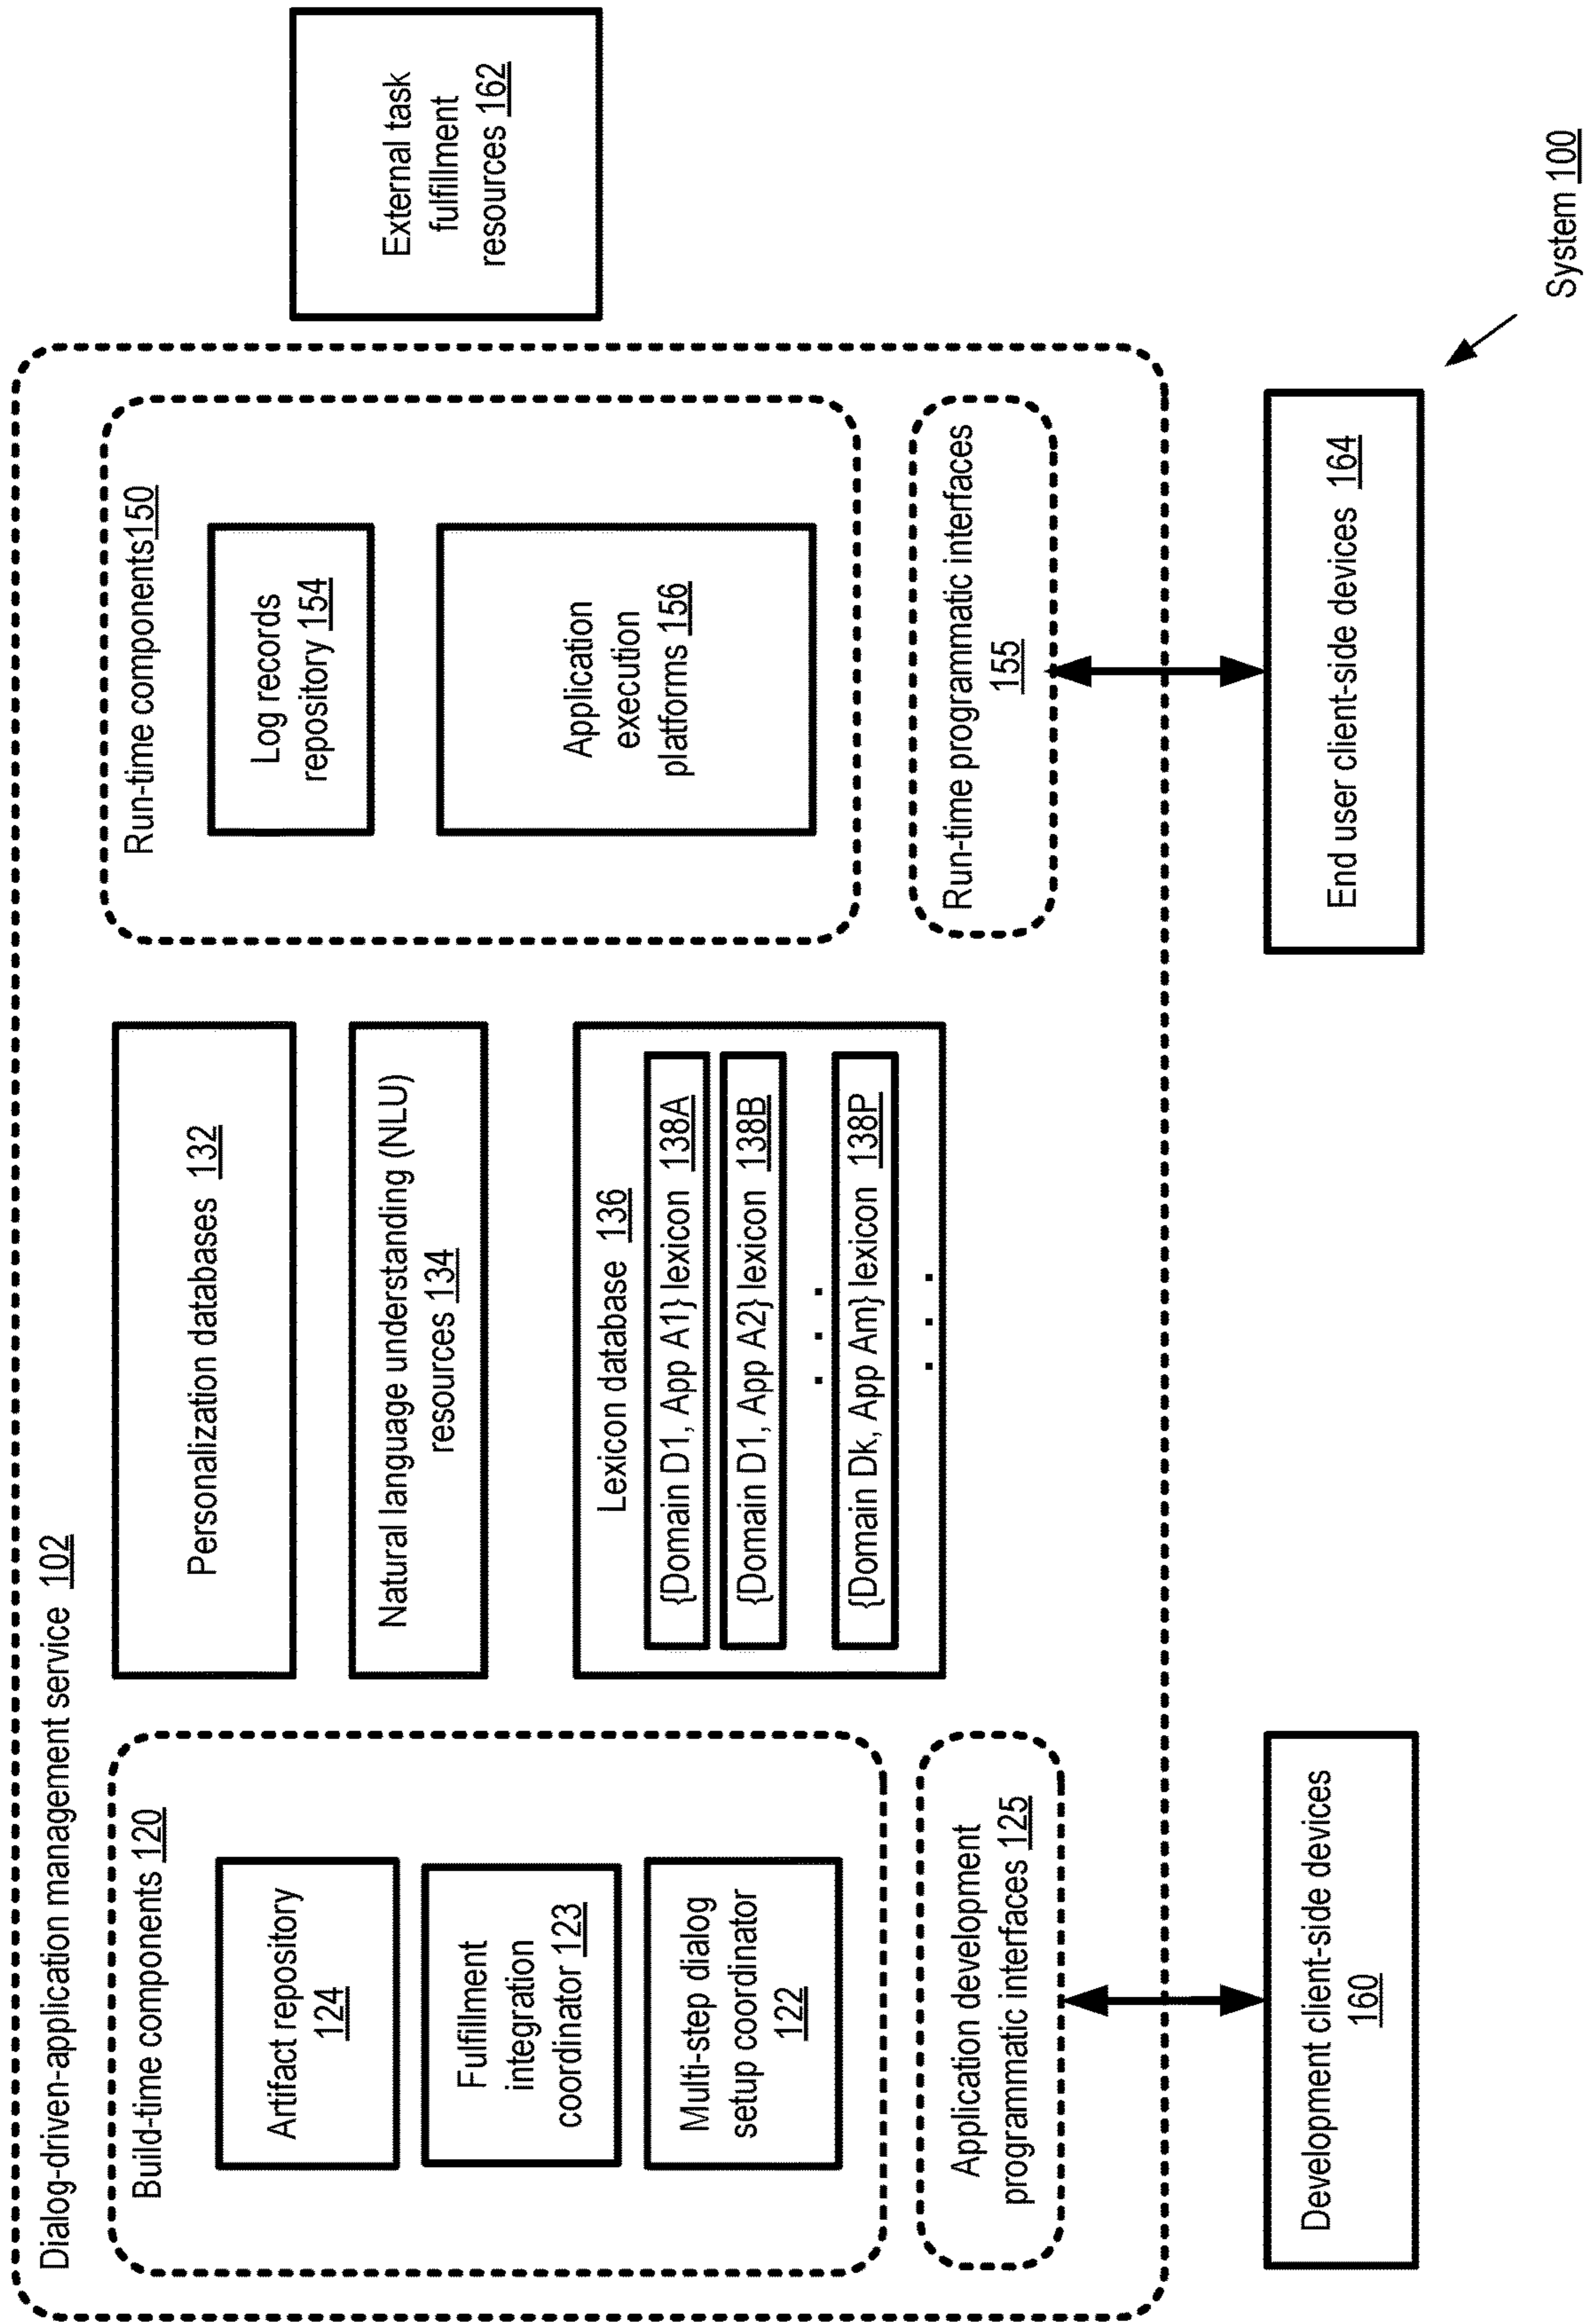 Dialog-driven-application management service 102
Build-time components 120
Artifact repository
124
Fulfillment
integration
coordinator 123
Multi-step dialog
setup coordinator
122
Application development
programmatic interfaces 125
Development client-side devices
160
Personalization databases 132
Natural language understanding (NLU)
resources 134
Lexicon database 136
{Domain D1, App A1} lexicon 138A
{Domain D1, App A2} lexicon 138B
. . .
{Domain Dk, App Am} lexicon 138P
. . .
Run-time components150
Log records
repository 154
Application
execution
platforms 156
Run-time programmatic interfaces
155
End user client-side devices 164
External task
fulfillment
resources 162
System 100